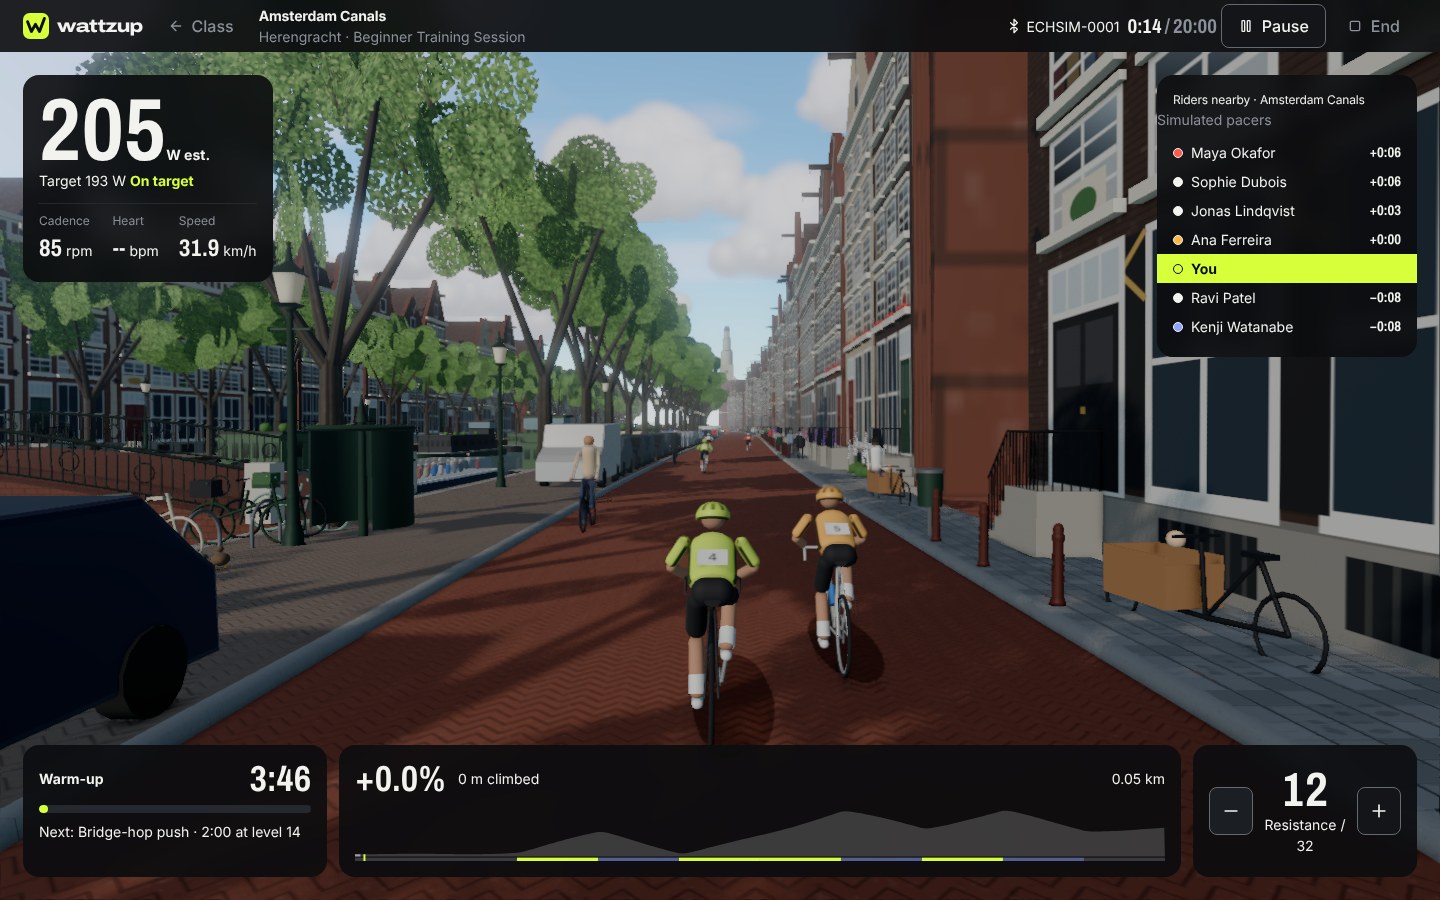 wattzup
Class
Amsterdam Canals
Herengracht · Beginner Training Session
ECHSIM-0001
0:14 / 20:00
Pause
End
205 W est.
Target 193 W On target
Cadence Heart Speed
85 rpm -- bpm 31.9 km/h
Riders nearby · Amsterdam Canals
Simulated pacers
Maya Okafor +0:06
Sophie Dubois +0:06
Jonas Lindqvist +0:03
Ana Ferreira +0:00
You
Ravi Patel −0:08
Kenji Watanabe −0:08
4
5
Warm-up 3:46
Next: Bridge-hop push · 2:00 at level 14
+0.0% 0 m climbed 0.05 km
− 12 +
Resistance /
32